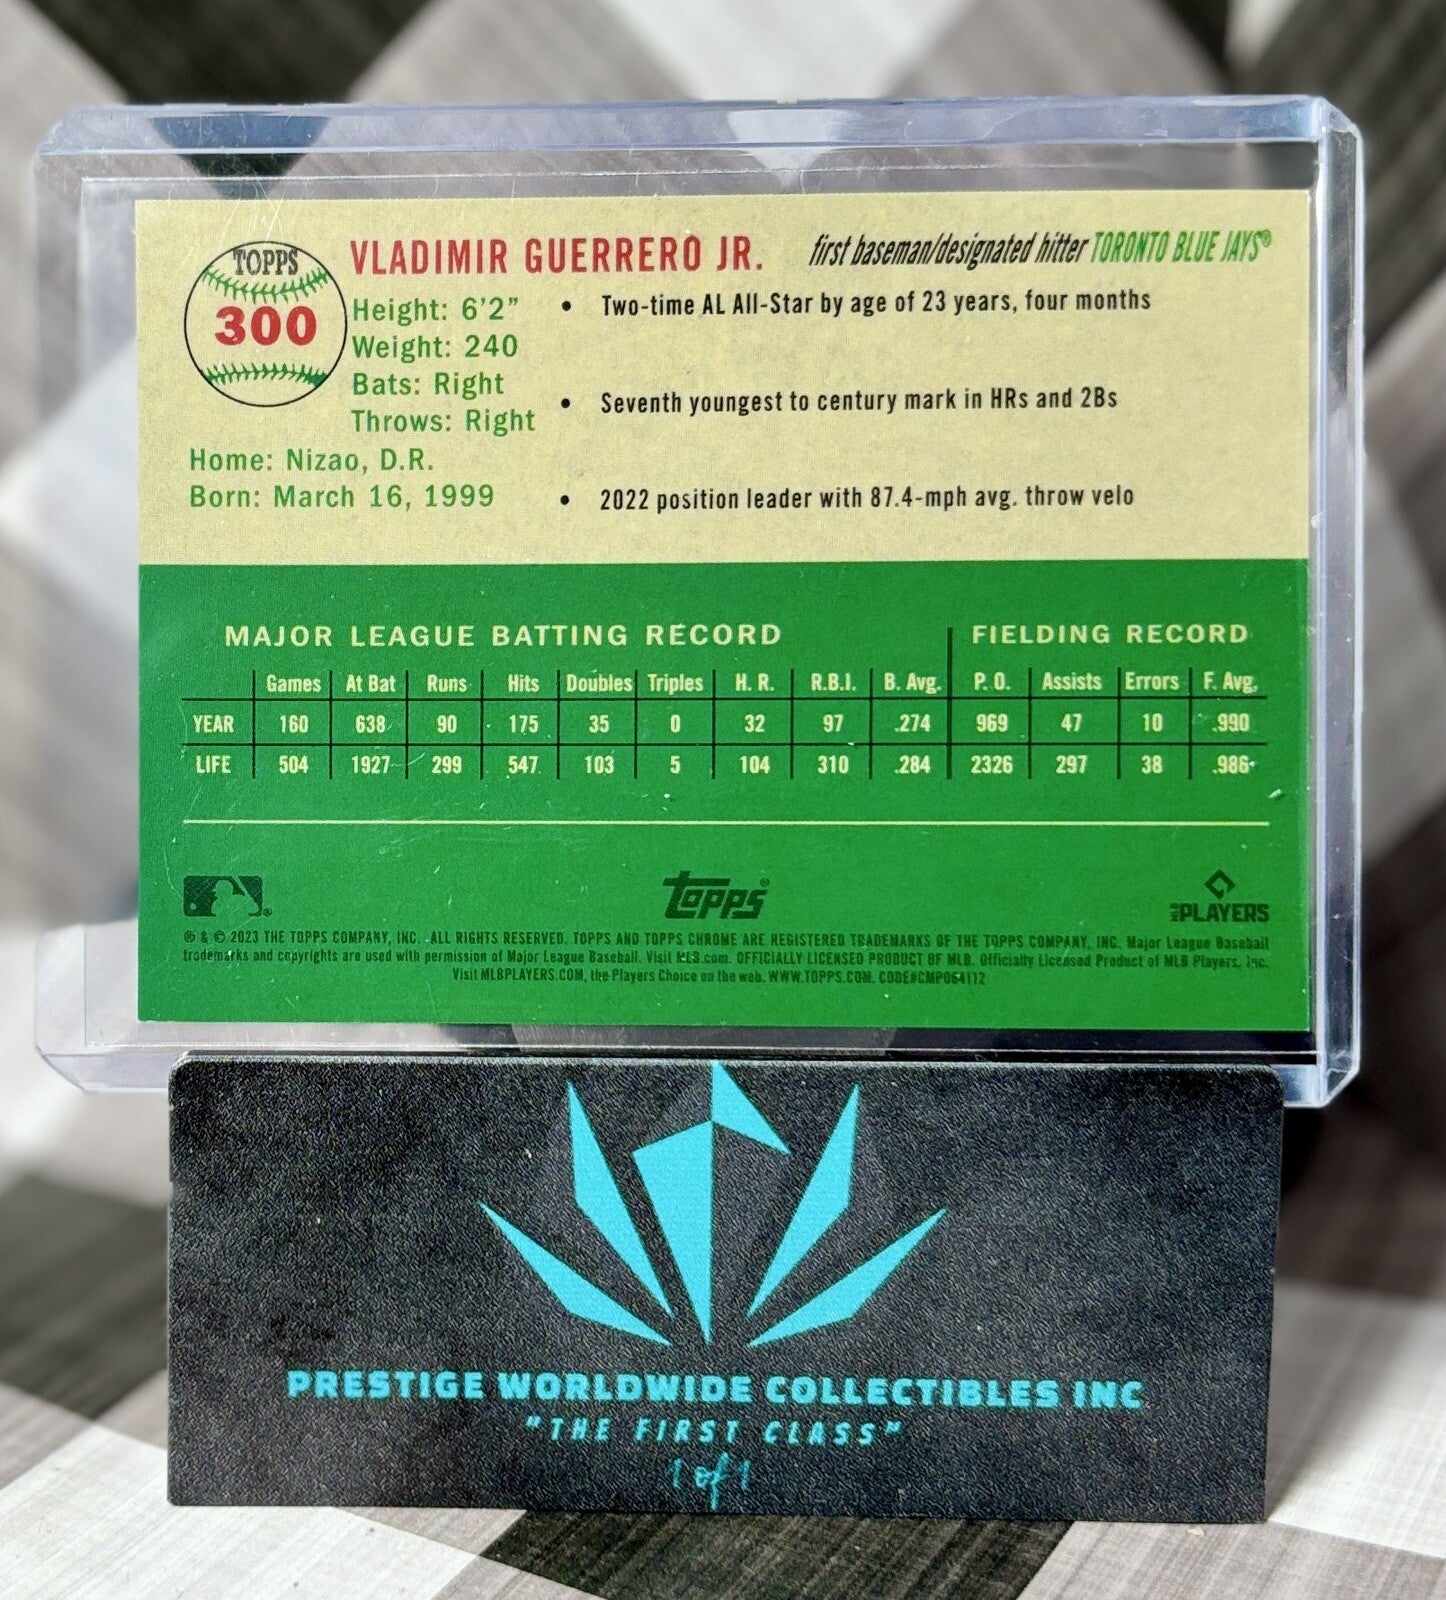 TOPPS
300
VLADIMIR GUERRERO JR.
first baseman/designated hitter TORONTO BLUE JAYS®
Height: 6'2”
Weight: 240
Bats: Right
Throws: Right
Home: Nizao, D.R.
Born: March 16, 1999
• Two-time AL All-Star by age of 23 years, four months
• Seventh youngest to century mark in HRs and 2Bs
• 2022 position leader with 87.4-mph avg. throw velo
MAJOR LEAGUE BATTING RECORD FIELDING RECORD
Games At Bat Runs Hits Doubles Triples H. R. R.B.I. B. Avg. P. O. Assists Errors F. Avg.
YEAR 160 638 90 175 35 0 32 97 .274 969 47 10 .990
LIFE 504 1927 299 547 103 5 104 310 .284 2326 297 38 .986
topps®
MLB PLAYERS
® & © 2023 THE TOPPS COMPANY, INC. ALL RIGHTS RESERVED. TOPPS AND TOPPS CHROME ARE REGISTERED TRADEMARKS OF THE TOPPS COMPANY, INC. Major League Baseball
trademarks and copyrights are used with permission of Major League Baseball. Visit MLB.com. OFFICIALLY LICENSED PRODUCT OF MLB. Officially Licensed Product of MLB Players, Inc.
Visit MLBPLAYERS.COM, the Players Choice on the web. WWW.TOPPS.COM. CODE#CMP064112
PRESTIGE WORLDWIDE COLLECTIBLES INC
"THE FIRST CLASS"
1 of 1